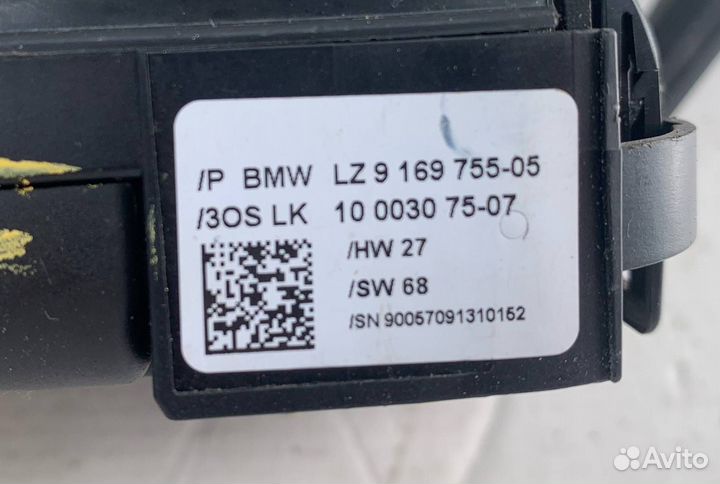 /P BMW LZ 9 169 755-05
/3OS LK 10 0030 75-07
/HW 27
/SW 68
/SN 90057091310152
Avito